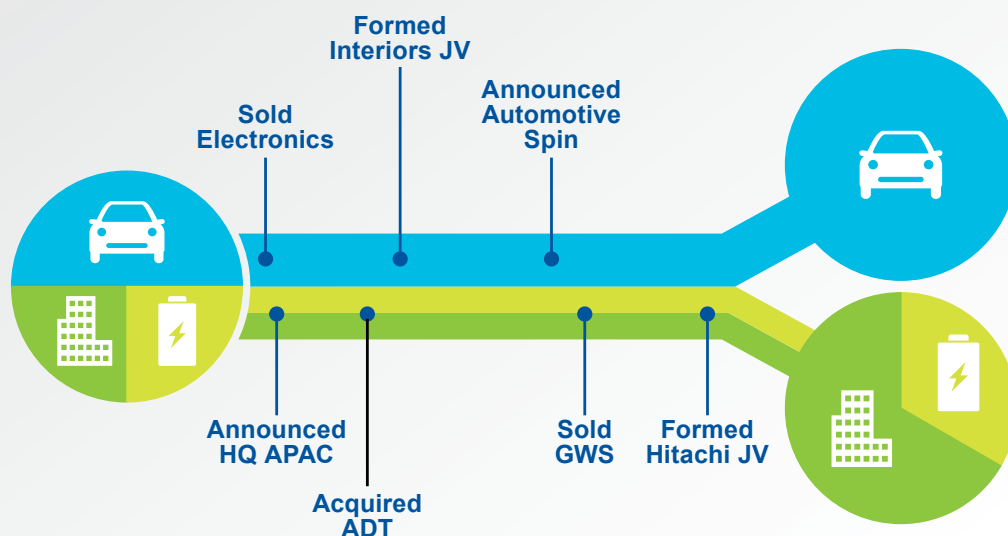 Formed
Interiors JV
Sold
Electronics
Announced
Automotive
Spin
Announced
HQ APAC
Acquired
ADT
Sold
GWS
Formed
Hitachi JV